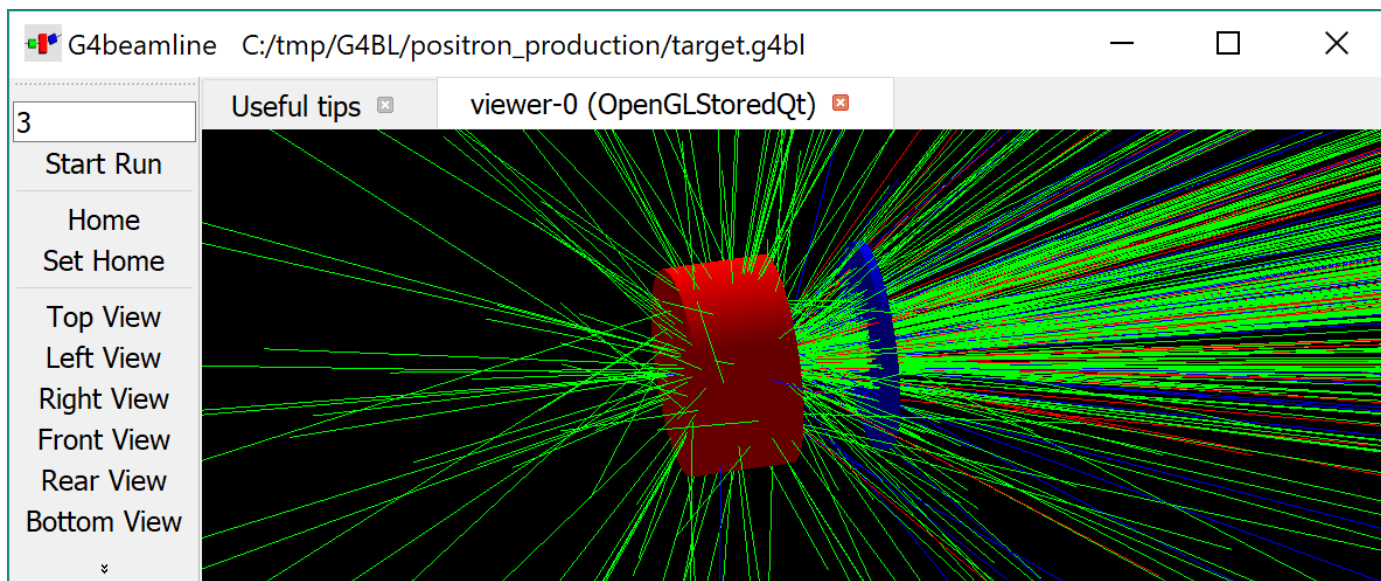 G4beamline C:/tmp/G4BL/positron_production/target.g4bl
Useful tips viewer-0 (OpenGLStoredQt)
3
Start Run
Home
Set Home
Top View
Left View
Right View
Front View
Rear View
Bottom View